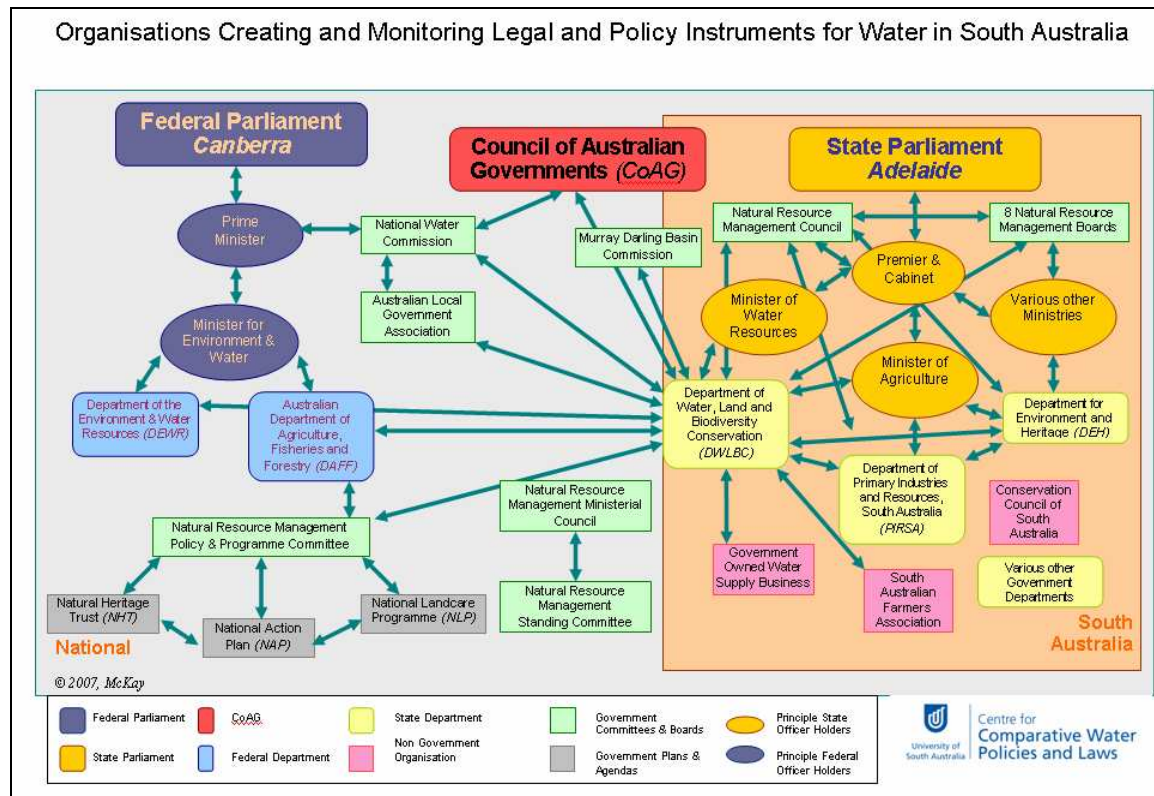 Organisations Creating and Monitoring Legal and Policy Instruments for Water in South Australia
Federal Parliament
Canberra
Council of Australian
Governments (CoAG)
State Parliament
Adelaide
Prime
Minister
National Water
Commission
Murray Darling Basin
Commission
Natural Resource
Management Council
8 Natural Resource
Management Boards
Premier &
Cabinet
Australian Local
Government
Association
Minister of
Water
Resources
Various other
Ministries
Minister for
Environment &
Water
Minister of
Agriculture
Department of the
Environment & Water
Resources (DEWR)
Australian
Department of
Agriculture,
Fisheries and
Forestry (DAFF)
Department of
Water, Land and
Biodiversity
Conservation
(DWLBC)
Department for
Environment and
Heritage (DEH)
Department of
Primary Industries
and Resources,
South Australia
(PIRSA)
Natural Resource
Management Ministerial
Council
Conservation
Council of
South
Australia
Natural Resource Management
Policy & Programme Committee
Government
Owned Water
Supply Business
Various other
Government
Departments
South
Australian
Farmers
Association
Natural Heritage
Trust (NHT)
National Action
Plan (NAP)
National Landcare
Programme (NLP)
Natural Resource
Management
Standing Committee
National
South
Australia
© 2007, McKay
Federal Parliament
CoAG
State Department
Government
Committees & Boards
Principle State
Officer Holders
State Parliament
Federal Department
Non Government
Organisation
Government Plans &
Agendas
Principle Federal
Officer Holders
University of
South Australia
Centre for
Comparative Water
Policies and Laws